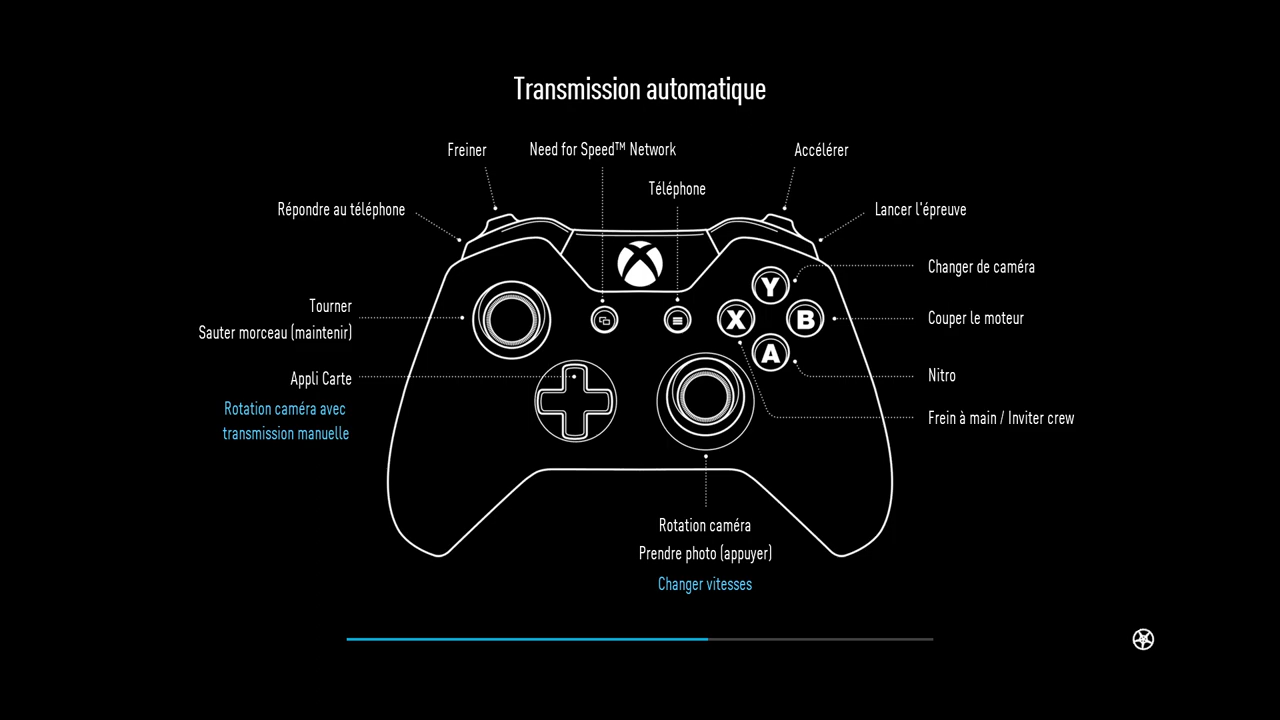 Transmission automatique
Freiner
Need for Speed™ Network
Accélérer
Téléphone
Répondre au téléphone
Lancer l'épreuve
Changer de caméra
Y
Tourner
X
B
Couper le moteur
Sauter morceau (maintenir)
A
Appli Carte
Nitro
Rotation caméra avec
transmission manuelle
Frein à main / Inviter crew
Rotation caméra
Prendre photo (appuyer)
Changer vitesses